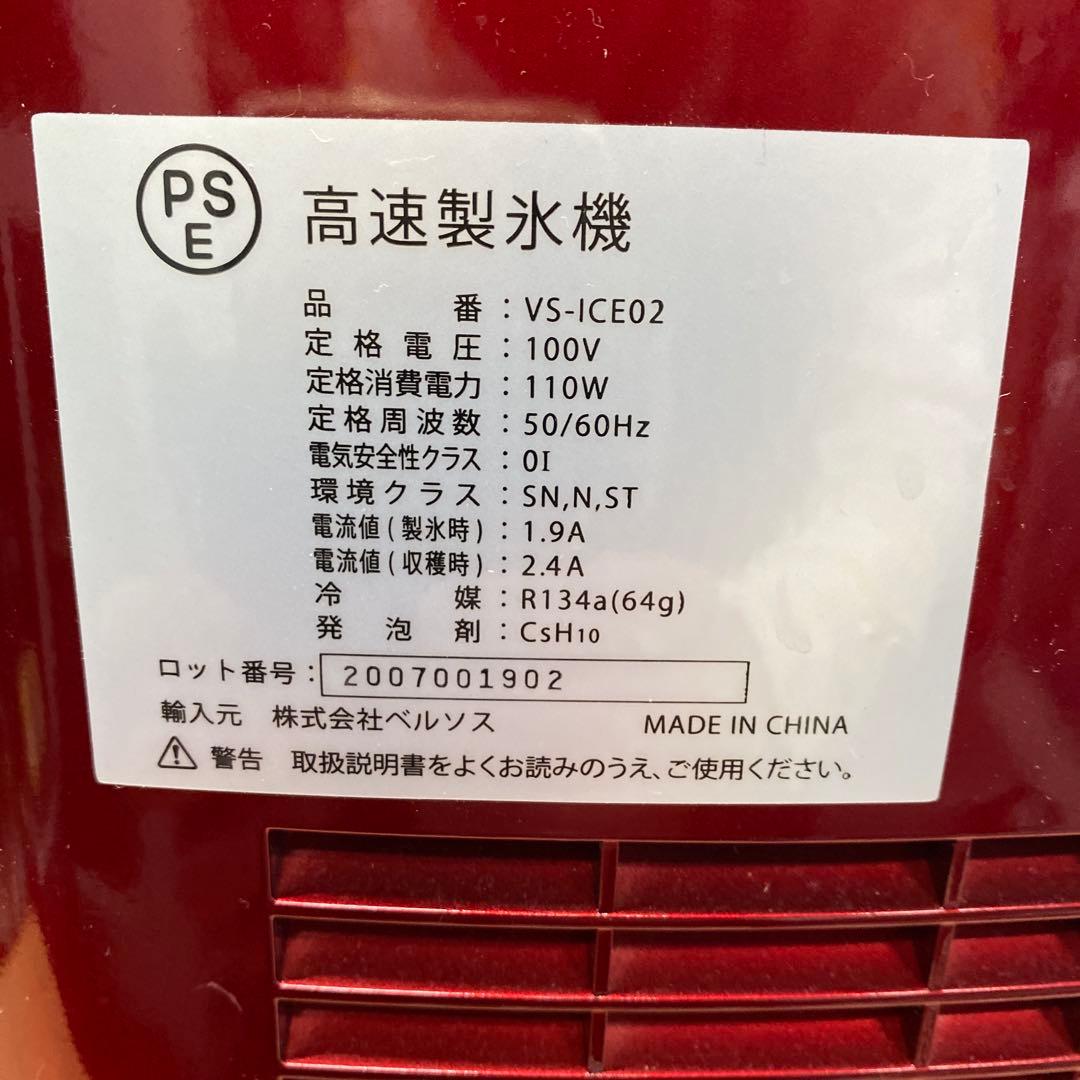 PS
E
高速製氷機
品番：VS-ICE02
定格電圧：100V
定格消費電力：110W
定格周波数：50/60Hz
電気安全性クラス：0I
環境クラス：SN,N,ST
電流値(製氷時)：1.9A
電流値(収穫時)：2.4A
冷媒：R134a(64g)
発泡剤：CsH10
ロット番号：2007001902
輸入元 株式会社ベルソス MADE IN CHINA
警告 取扱説明書をよくお読みのうえ、ご使用ください。